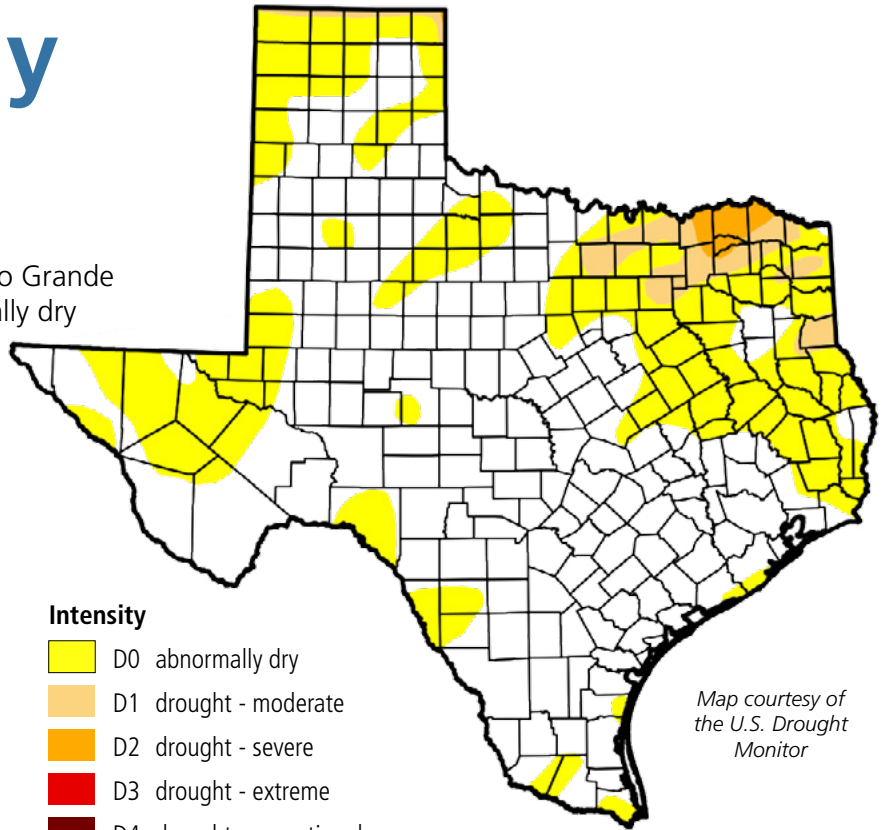 y
o Grande
ally dry
Intensity
D0 abnormally dry
D1 drought - moderate
D2 drought - severe
D3 drought - extreme
Map courtesy of
the U.S. Drought
Monitor